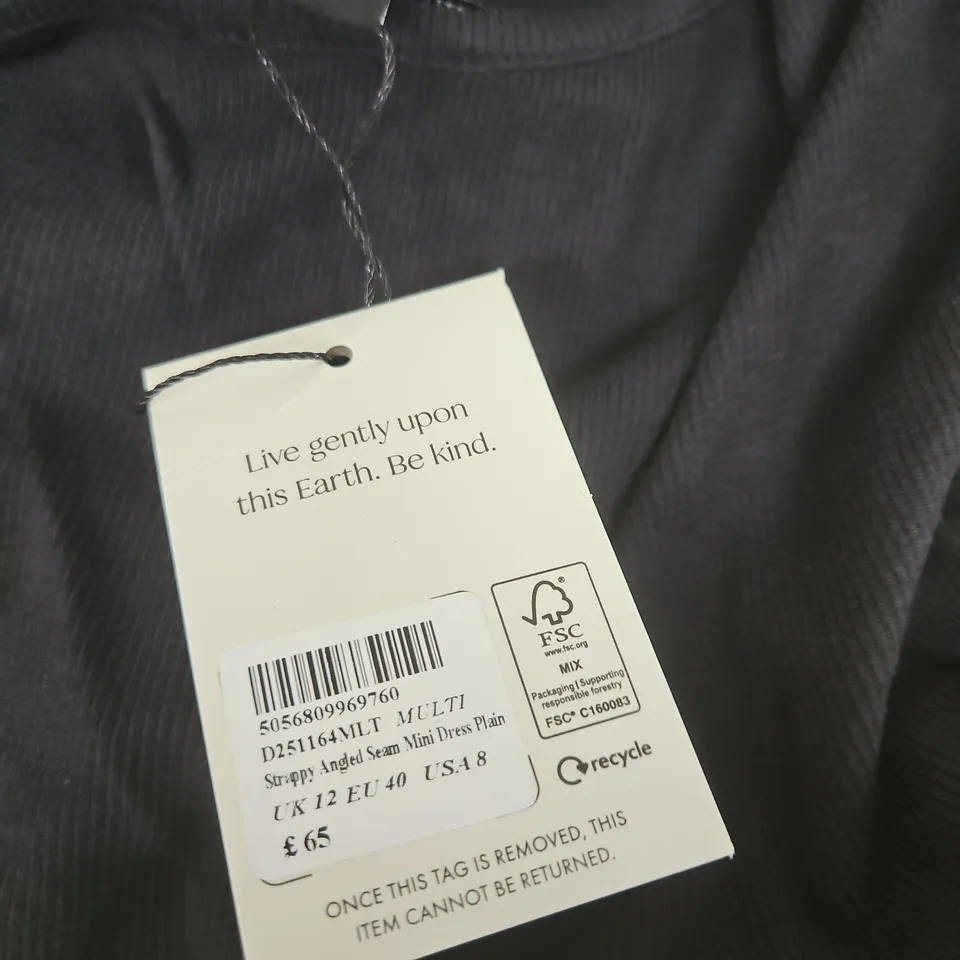 Live gently upon
this Earth. Be kind.
5056809969760
D251164MLT MULTI
Strappy Angled Seam Mini Dress Plain
UK 12 EU 40 USA 8
£ 65
®
FSC
www.fsc.org
MIX
Packaging | Supporting
responsible forestry
FSC® C160083
recycle
ONCE THIS TAG IS REMOVED, THIS
ITEM CANNOT BE RETURNED.